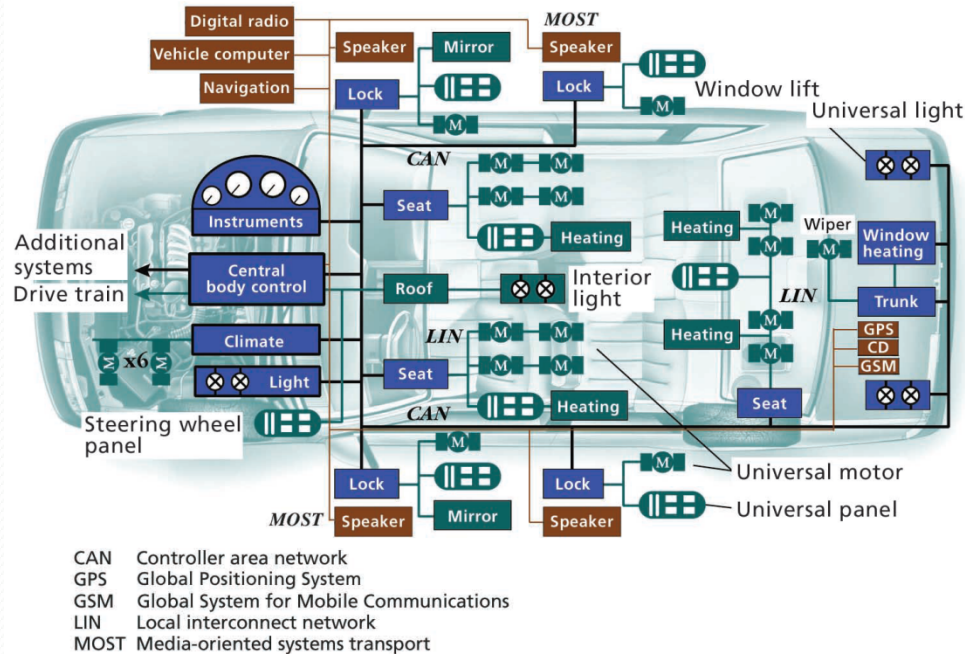 Digital radio
MOST
Speaker
Mirror
Speaker
Vehicle computer
Navigation
Lock
Lock
Window lift
M
M
Universal light
CAN
M
M
Instruments
Seat
M
M
Heating
Heating
M
M
Wiper
M
Window heating
Additional systems
Central body control
Roof
Interior light
LIN
Trunk
Drive train
LIN
M
M
GPS
CD
GSM
Climate
x6
M
M
Heating
M
M
Seat
M
M
Light
CAN
Heating
Seat
Steering wheel panel
M
M
Lock
Lock
Universal motor
MOST
Speaker
Mirror
Speaker
Universal panel
CAN Controller area network
GPS Global Positioning System
GSM Global System for Mobile Communications
LIN Local interconnect network
MOST Media-oriented systems transport